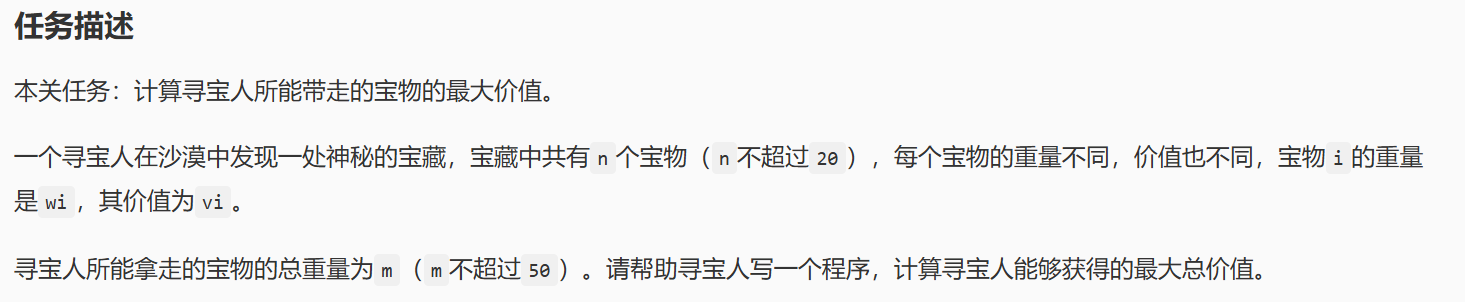 任务描述
本关任务：计算寻宝人所能带走的宝物的最大价值。
一个寻宝人在沙漠中发现一处神秘的宝藏，宝藏中共有n个宝物（n不超过20），每个宝物的重量不同，价值也不同，宝物i的重量
是wi，其价值为vi。
寻宝人所能拿走的宝物的总重量为m（m不超过50）。请帮助寻宝人写一个程序，计算寻宝人能够获得的最大总价值。